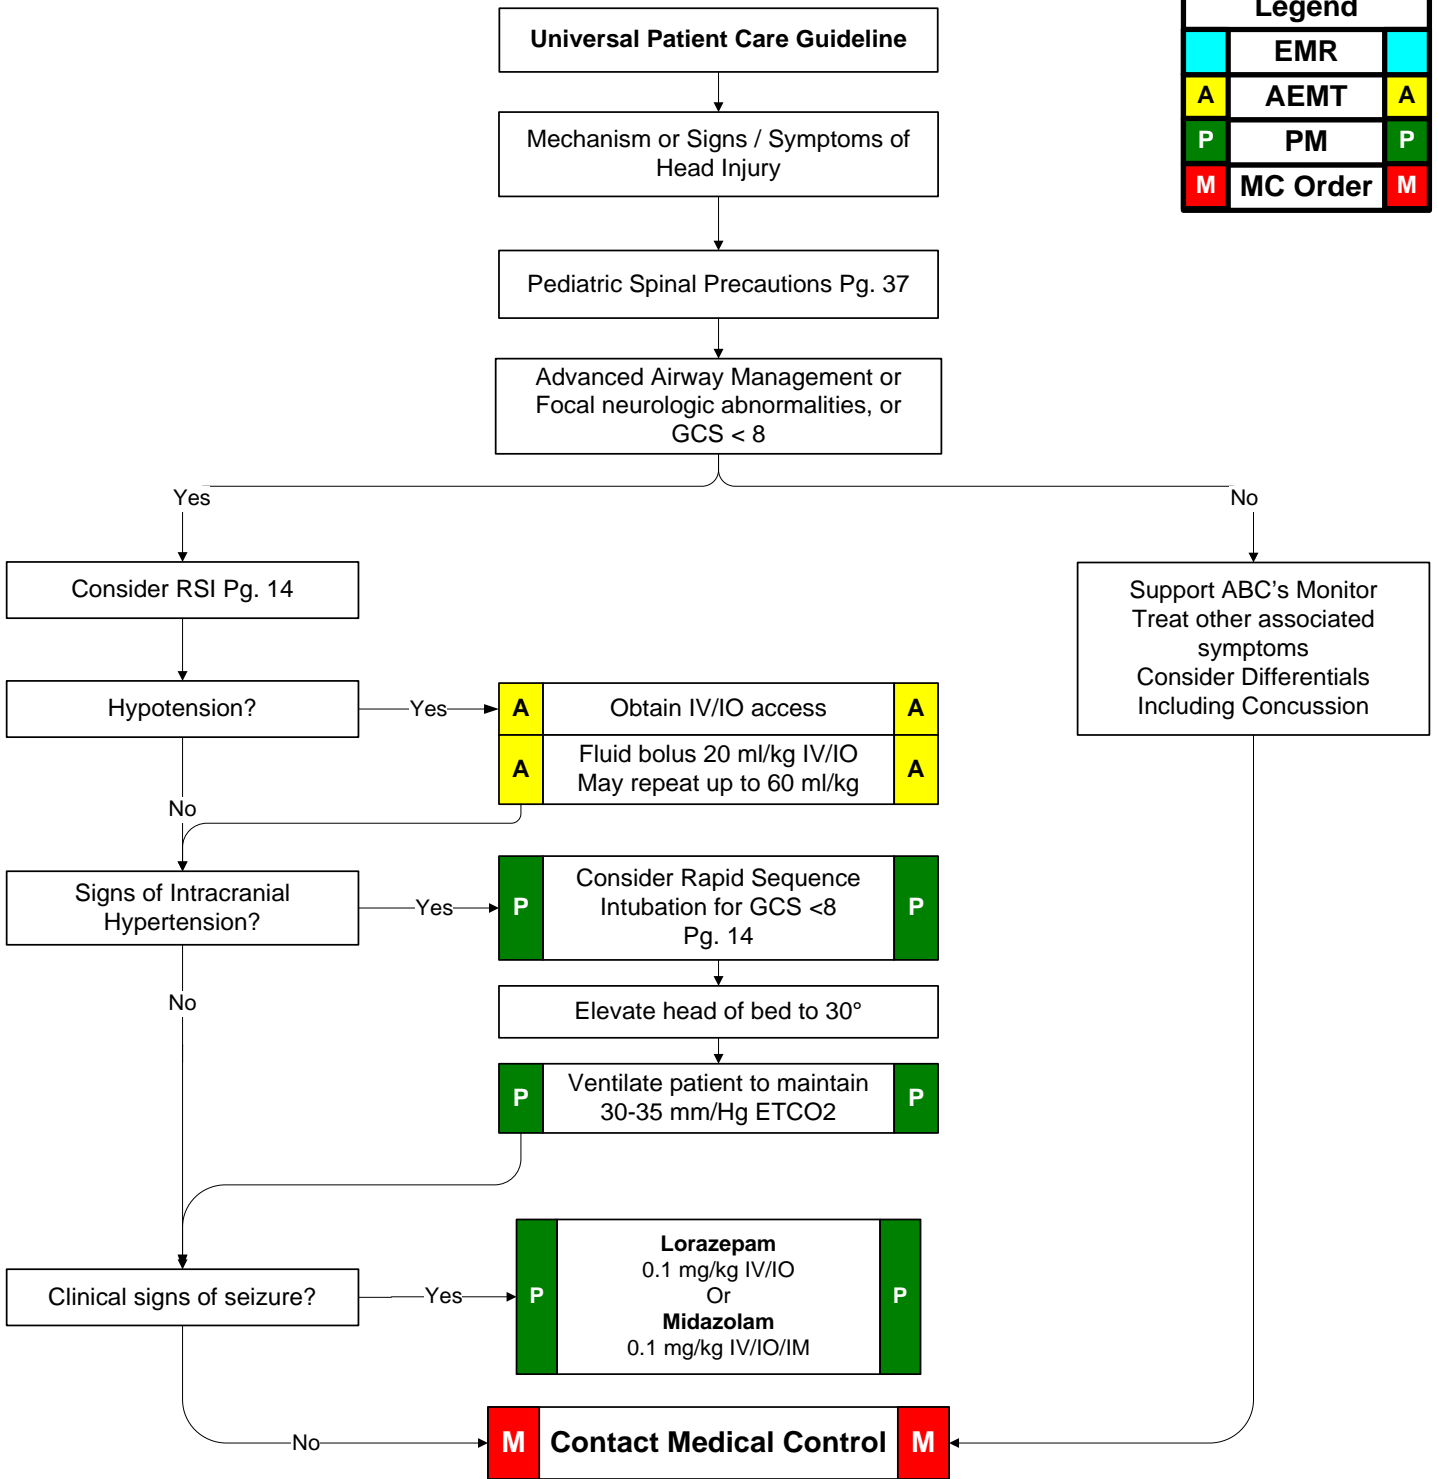 Legend
EMR
A AEMT A
P PM P
M MC Order M
Universal Patient Care Guideline
Mechanism or Signs / Symptoms of
Head Injury
Pediatric Spinal Precautions Pg. 37
Advanced Airway Management or
Focal neurologic abnormalities, or
GCS < 8
Yes
No
Consider RSI Pg. 14
Support ABC's Monitor
Treat other associated
symptoms
Consider Differentials
Including Concussion
Hypotension?
Yes
A Obtain IV/IO access A
A Fluid bolus 20 ml/kg IV/IO A
May repeat up to 60 ml/kg
No
Signs of Intracranial
Hypertension?
Yes
P Consider Rapid Sequence P
Intubation for GCS <8
Pg. 14
No
Elevate head of bed to 30°
P Ventilate patient to maintain P
30-35 mm/Hg ETCO2
Clinical signs of seizure?
Yes
P Lorazepam P
0.1 mg/kg IV/IO
Or
Midazolam
0.1 mg/kg IV/IO/IM
No
M Contact Medical Control M